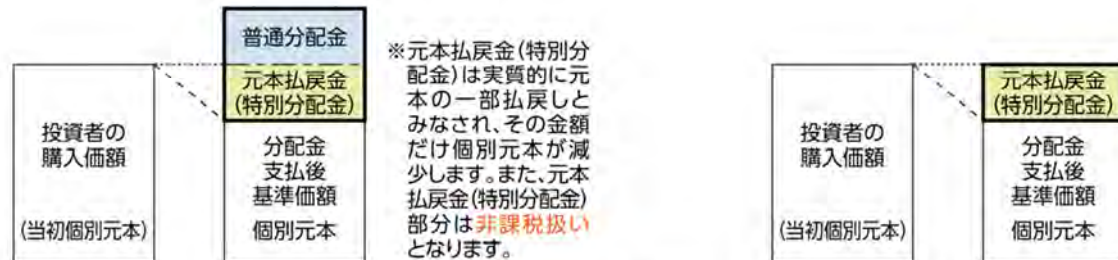 普通分配金
元本払戻金
(特別分配金)
投資者の
購入価額
(当初個別元本)
分配金
支払後
基準価額
個別元本
※元本払戻金(特別分
配金)は実質的に元
本の一部払戻しと
みなされ、その金額
だけ個別元本が減
少します。また、元本
払戻金(特別分配金)
部分は非課税扱い
となります。
元本払戻金
(特別分配金)
投資者の
購入価額
(当初個別元本)
分配金
支払後
基準価額
個別元本